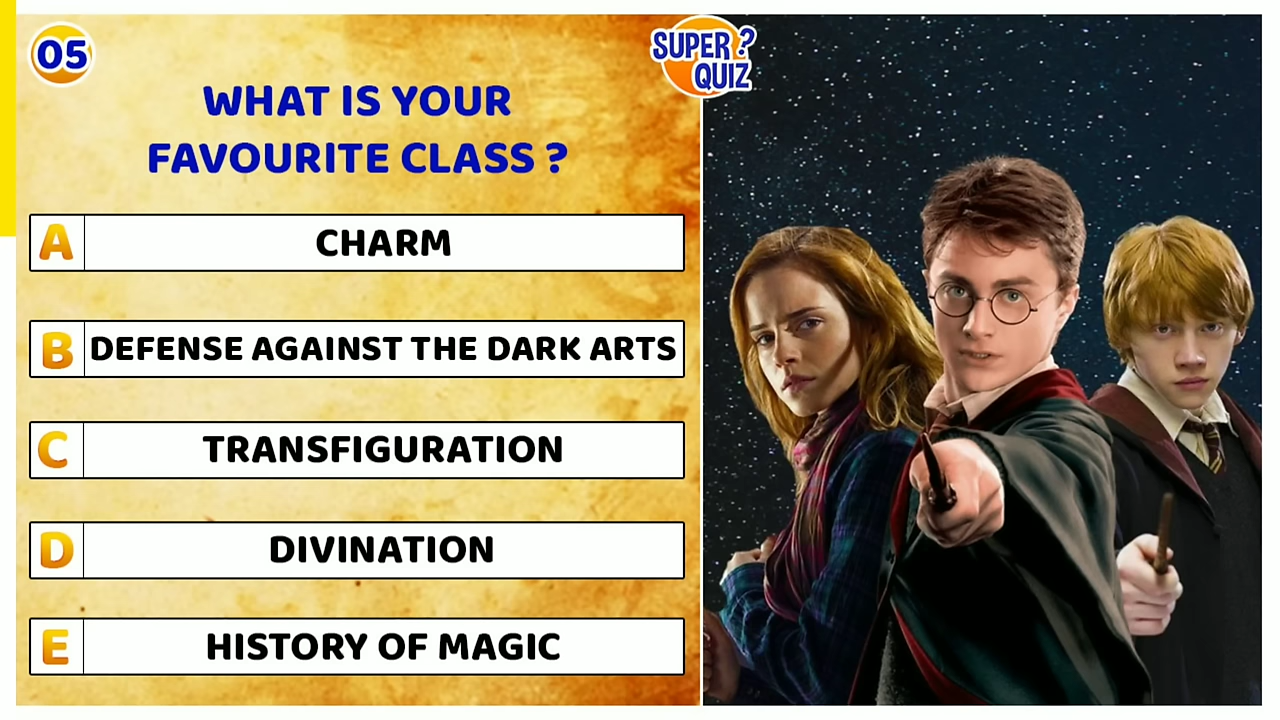 05
SUPER ?
QUIZ
WHAT IS YOUR
FAVOURITE CLASS ?
A CHARM
B DEFENSE AGAINST THE DARK ARTS
C TRANSFIGURATION
D DIVINATION
E HISTORY OF MAGIC